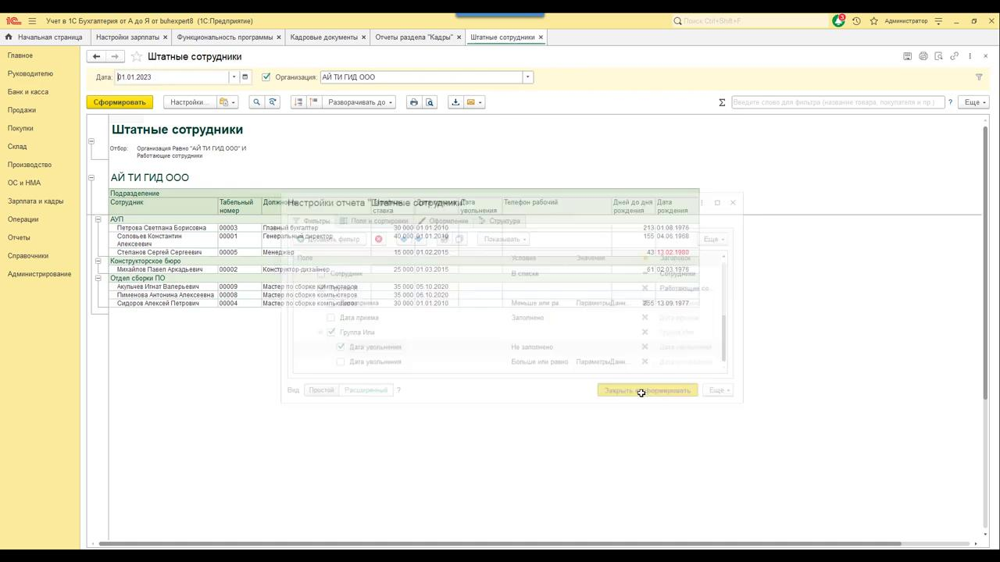 Учет в 1С Бухгалтерия от А до Я от buhexpert8 (1С:Предприятие)
Поиск Ctrl+Shift+F
3
Администратор
Начальная страница
Настройки зарплаты ×
Функциональность программы ×
Кадровые документы ×
Отчеты раздела "Кадры" ×
Штатные сотрудники ×
Главное
Руководителю
Банк и касса
Продажи
Покупки
Склад
Производство
ОС и НМА
Зарплата и кадры
Операции
Отчеты
Справочники
Администрирование
Штатные сотрудники
Дата: 01.01.2023 Организация: АЙ ТИ ГИД ООО
Сформировать Настройки... Разворачивать до Σ Введите слово для фильтра (название товара, покупателя и пр.) ? Еще
Штатные сотрудники
Отбор: Организация Равно "АЙ ТИ ГИД ООО" И
Работающие сотрудники
АЙ ТИ ГИД ООО
Подразделение
Сотрудник Табельный номер ставка увольнения Телефон рабочий Дней до дня рождения Дата рождения
АУП
Петрова Светлана Борисовна 00003 Главный бухгалтер 30 000 01.01.2010 213 01.08.1976
Соловьев Константин Алексеевич 00001 Генеральный директор 40 000 01.01.2010 155 04.06.1968
Степанов Сергей Сергеевич 00005 Менеджер 15 000 01.02.2015 43 13.02.1980
Конструкторское бюро
Михайлов Павел Аркадьевич 00002 Конструктор-дизайнер 25 000 01.03.2015 61 02.03.1976
Отдел сборки ПО
Акульчев Игнат Валерьевич 00009 Мастер по сборке компьютеров 35 000 05.10.2020
Пименова Антонина Алексеевна 00008 Мастер по сборке компьютеров 35 000 06.10.2020
Сидоров Алексей Петрович 00004 Мастер по сборке компьютеров 30 000 01.01.2010 255 13.09.1977
Настройки отчета "Штатные сотрудники"
Фильтры Поля и сортировки Оформление Структура
Добавить фильтр Показывать Еще
Поле Условие Значение Заголовок
Сотрудник В списке Сотрудники
Работающие со...
Меньше или ра... ПараметрыДанн...
Дата приема Заполнено Дата приема
Группа Или Группа Или
Дата увольнения Не заполнено Дата увольнения
Дата увольнения Больше или равно ПараметрыДанн... Дата увольнения
Вид Простой Расширенный ? Закрыть и сформировать Еще